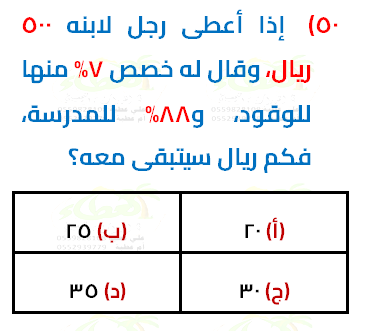 ٥٠) إذا أعطى رجل لابنه ٥٠٠
ريال، وقال له خصص ٧% منها
للوقود، و٨٨% للمدرسة،
فكم ريال سيتبقى معه؟
(أ) ٢٠ (ب) ٢٥
(ج) ٣٠ (د) ٣٥